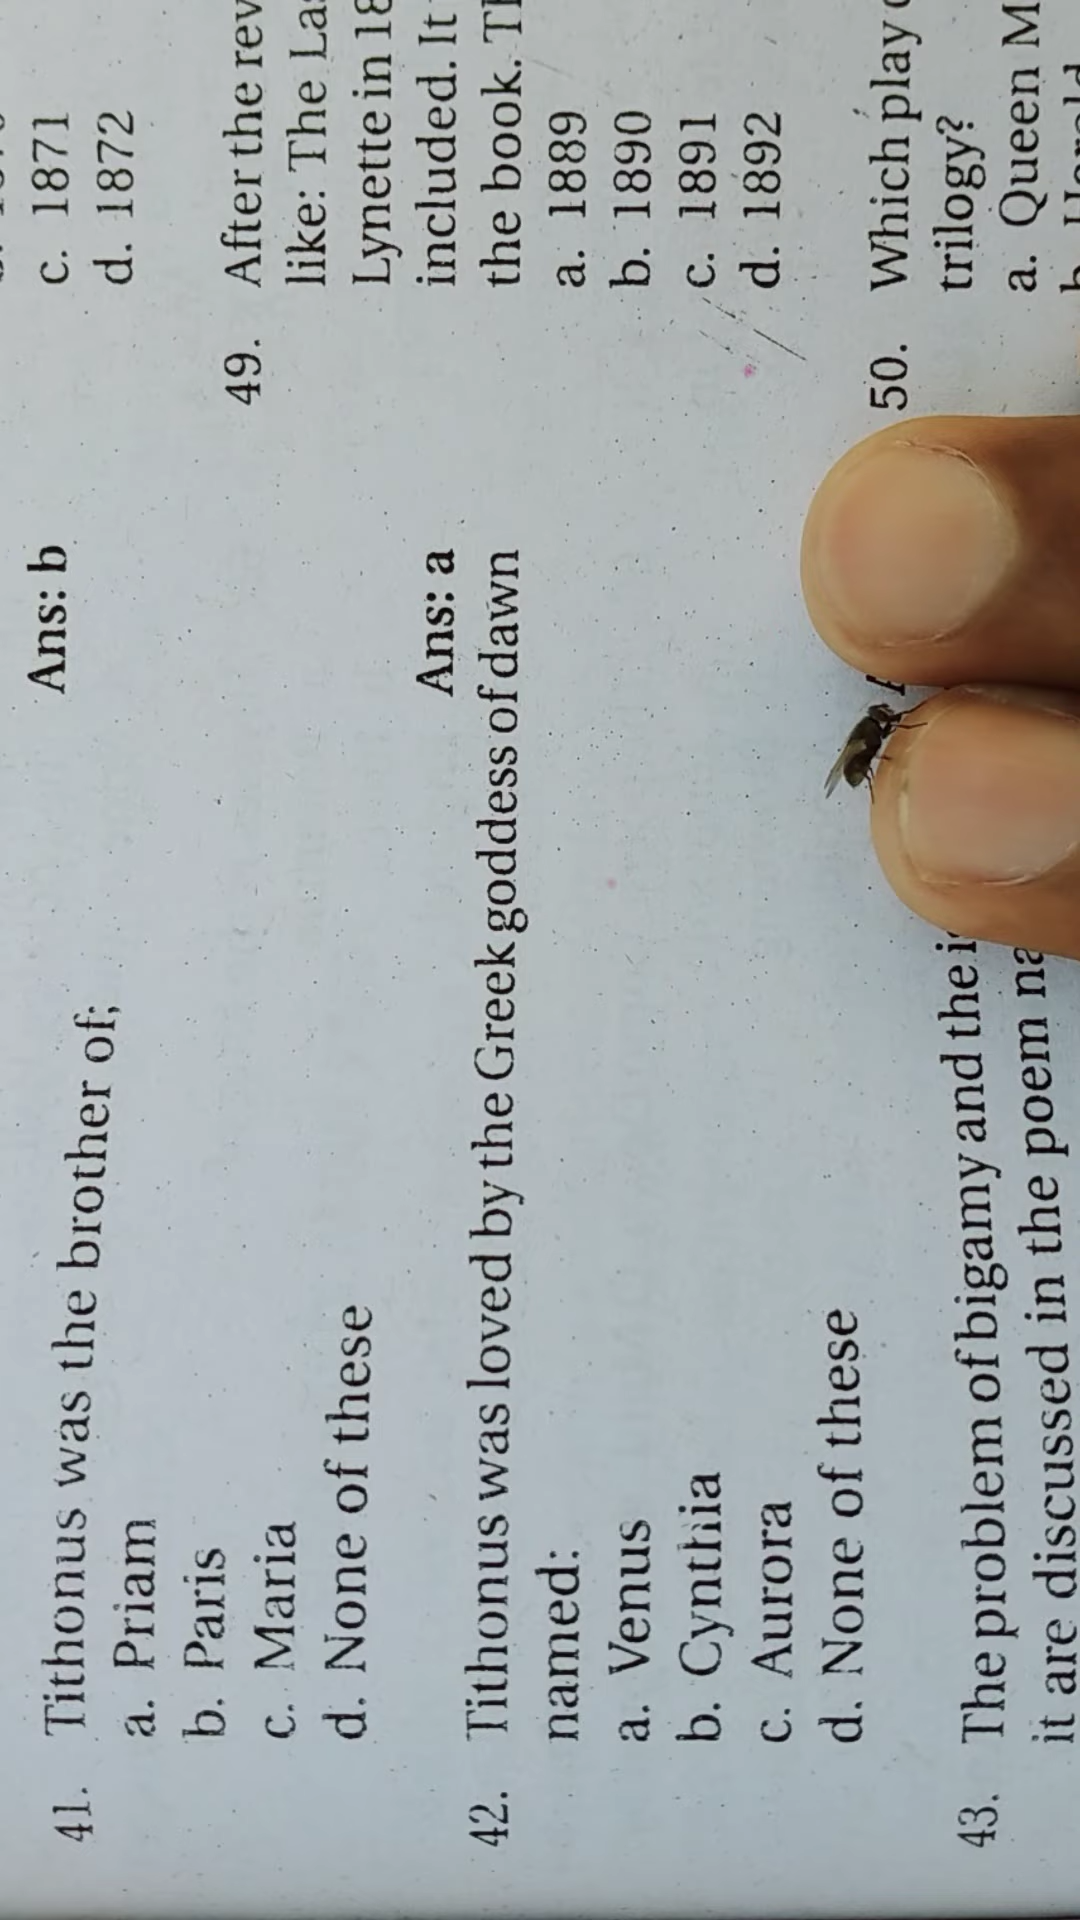 Ans: b
41. Tithonus was the brother of;
a. Priam
b. Paris
c. Maria
d. None of these
Ans: a
42. Tithonus was loved by the Greek goddess of dawn
named:
a. Venus
b. Cynthia
c. Aurora
d. None of these
43. The problem of bigamy and the
it are discussed in the poem
c. 1871
d. 1872
49. After the
like: The
Lynette in
included. It
the book.
a. 1889
b. 1890
c. 1891
d. 1892
50. Which play
trilogy?
a. Queen